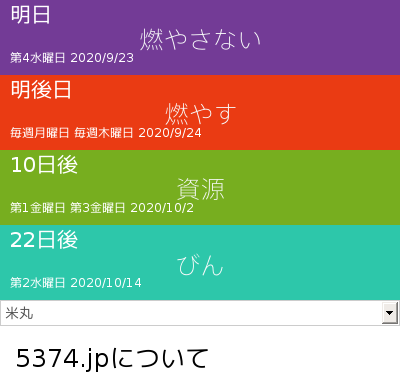 明日
燃やさない
第4水曜日 2020/9/23
明後日
燃やす
毎週月曜日 毎週木曜日 2020/9/24
10日後
資源
第1金曜日 第3金曜日 2020/10/2
22日後
びん
第2水曜日 2020/10/14
米丸
5374.jpについて